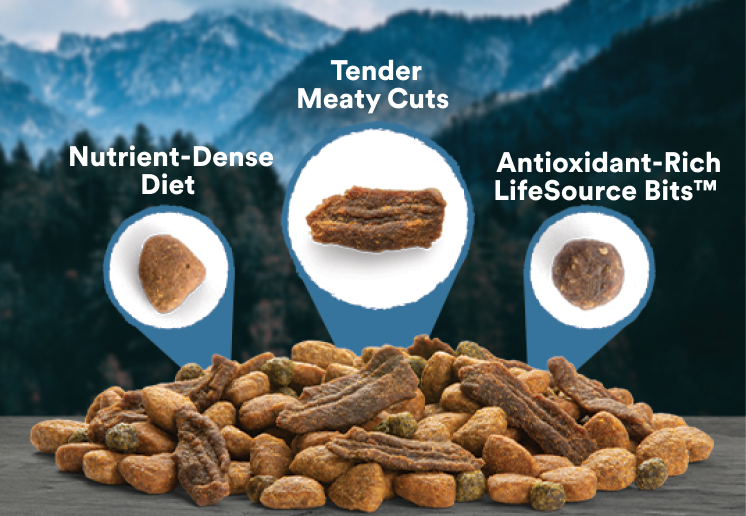 Tender
Meaty Cuts
Nutrient-Dense
Diet
Antioxidant-Rich
LifeSource Bits™